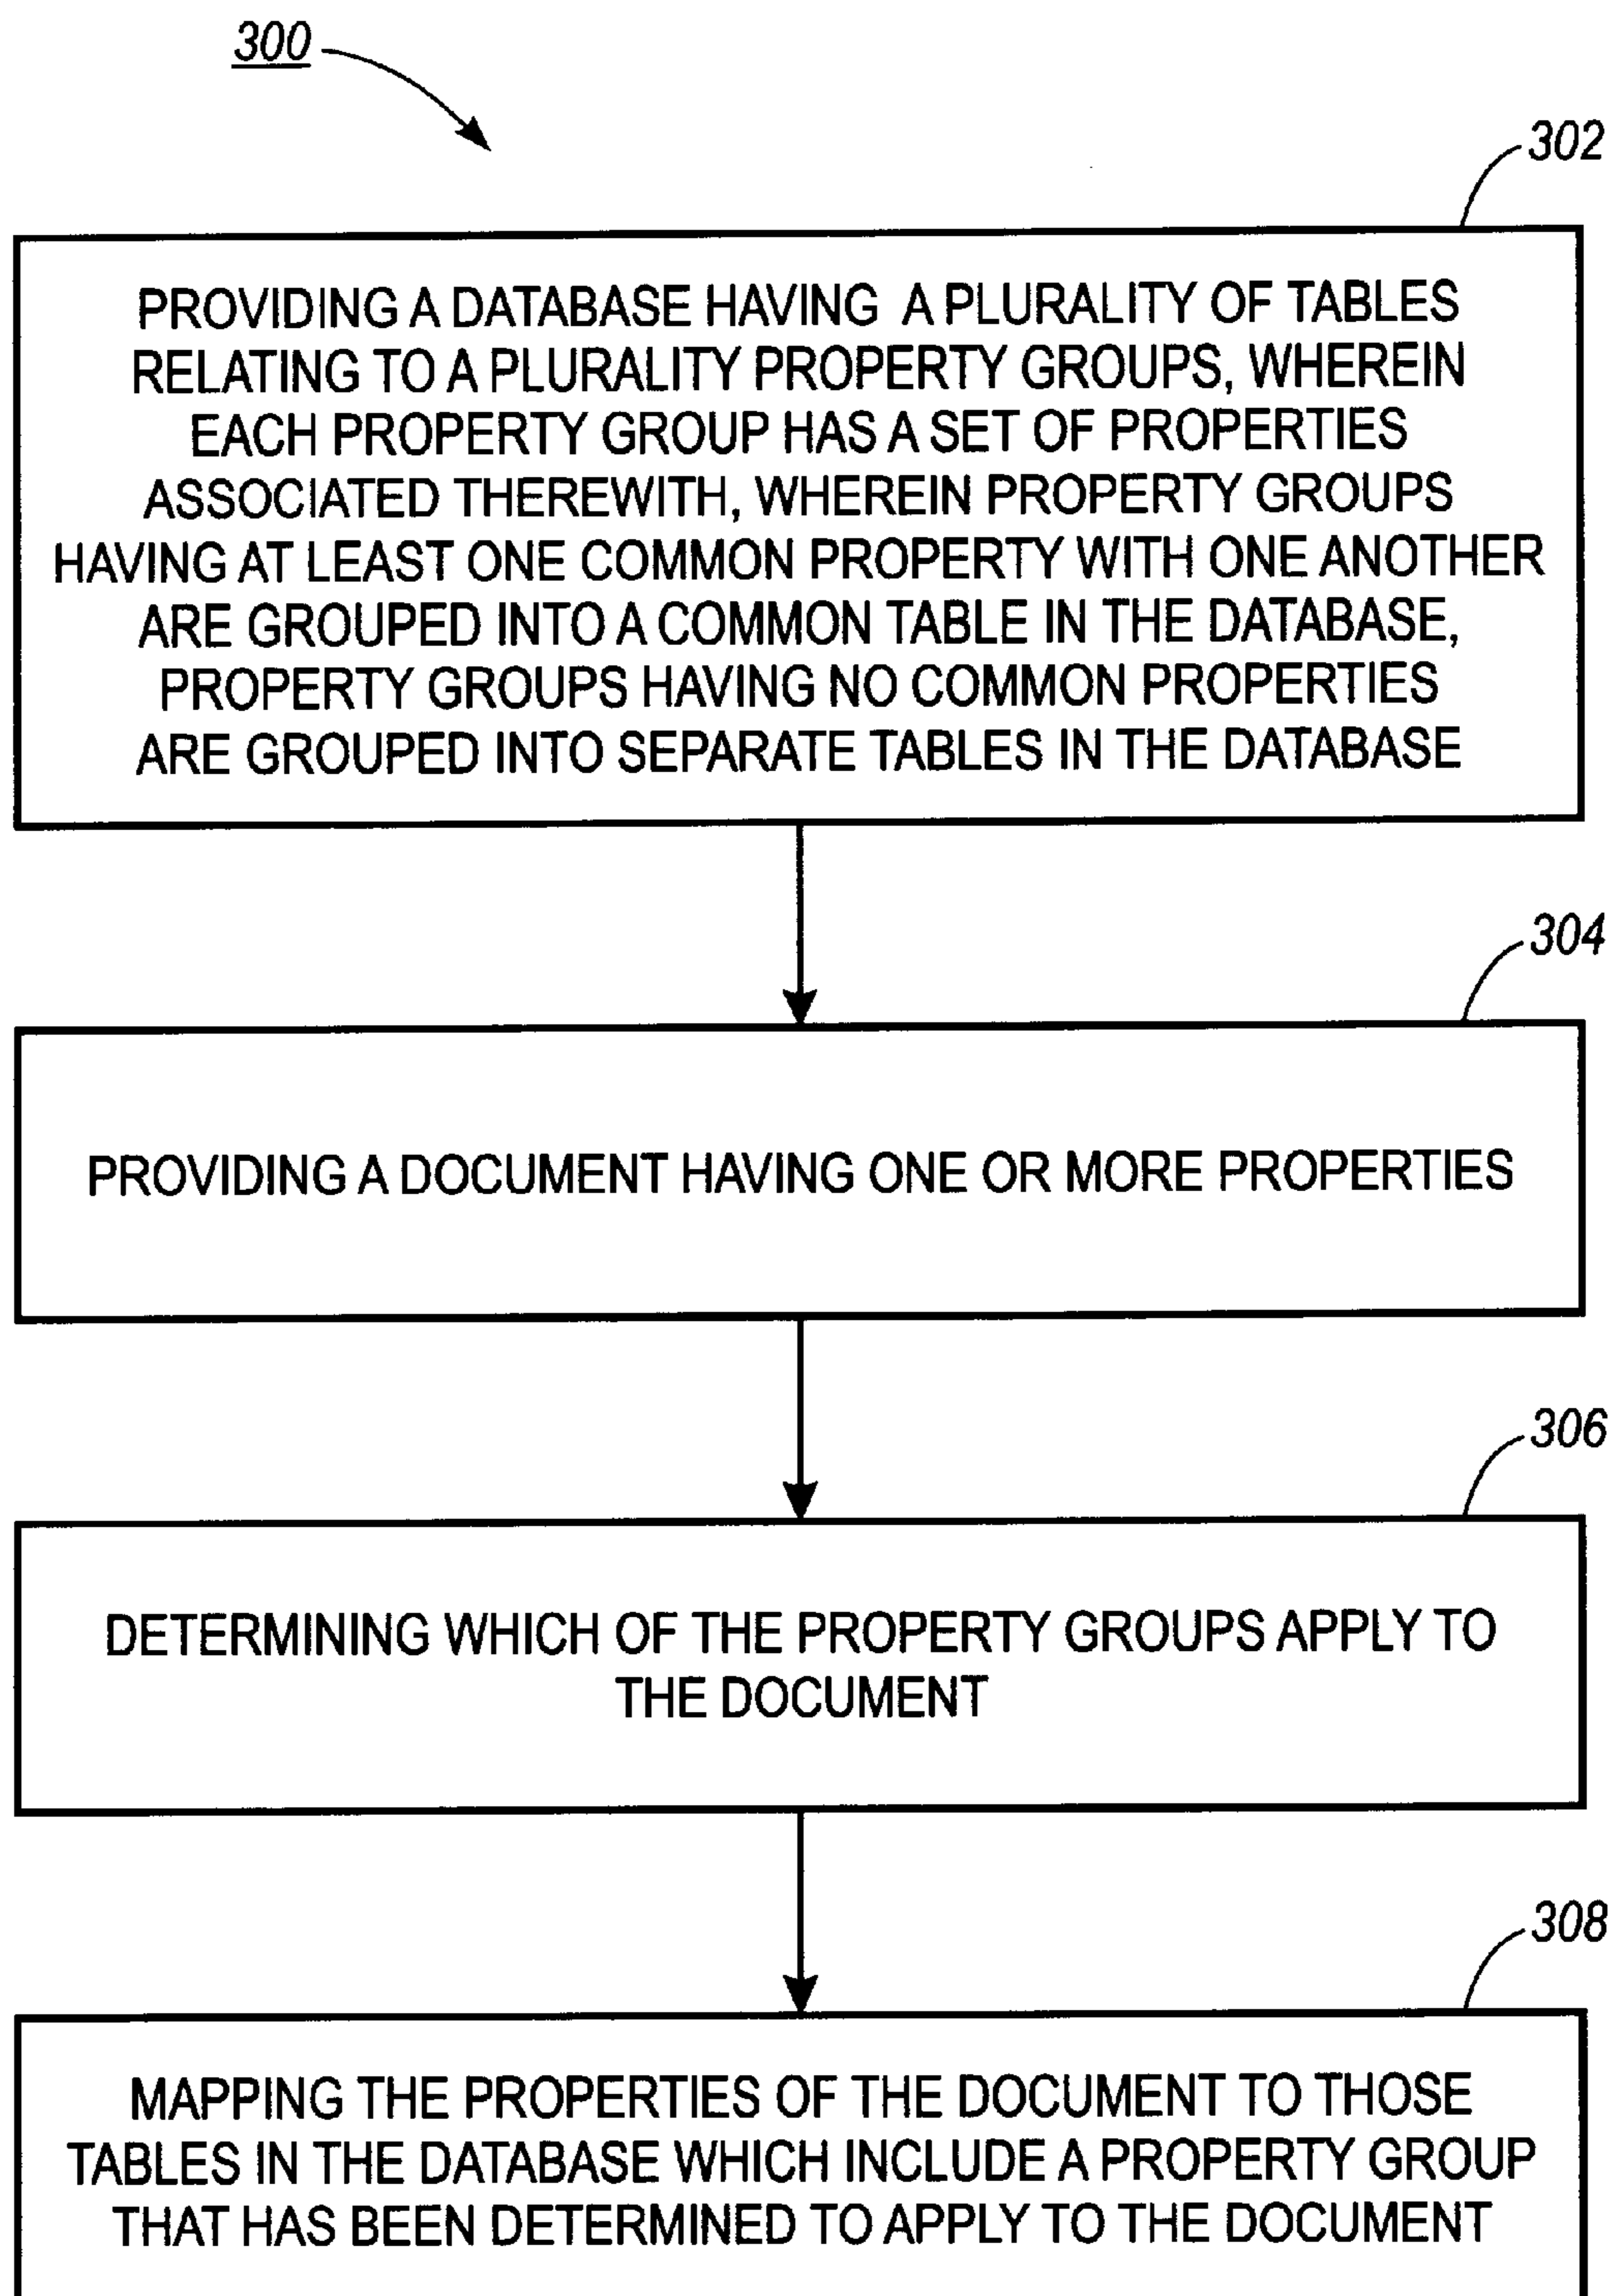 300
302
PROVIDING A DATABASE HAVING A PLURALITY OF TABLES
RELATING TO A PLURALITY PROPERTY GROUPS, WHEREIN
EACH PROPERTY GROUP HAS A SET OF PROPERTIES
ASSOCIATED THEREWITH, WHEREIN PROPERTY GROUPS
HAVING AT LEAST ONE COMMON PROPERTY WITH ONE ANOTHER
ARE GROUPED INTO A COMMON TABLE IN THE DATABASE,
PROPERTY GROUPS HAVING NO COMMON PROPERTIES
ARE GROUPED INTO SEPARATE TABLES IN THE DATABASE
304
PROVIDING A DOCUMENT HAVING ONE OR MORE PROPERTIES
306
DETERMINING WHICH OF THE PROPERTY GROUPS APPLY TO
THE DOCUMENT
308
MAPPING THE PROPERTIES OF THE DOCUMENT TO THOSE
TABLES IN THE DATABASE WHICH INCLUDE A PROPERTY GROUP
THAT HAS BEEN DETERMINED TO APPLY TO THE DOCUMENT